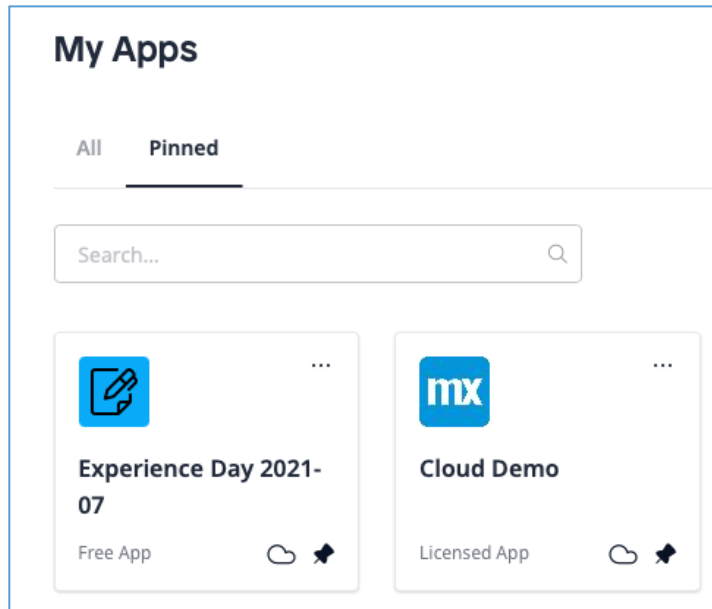 My Apps
All Pinned
Search...
... ...
mx
Experience Day 2021-
07
Cloud Demo
Free App
Licensed App